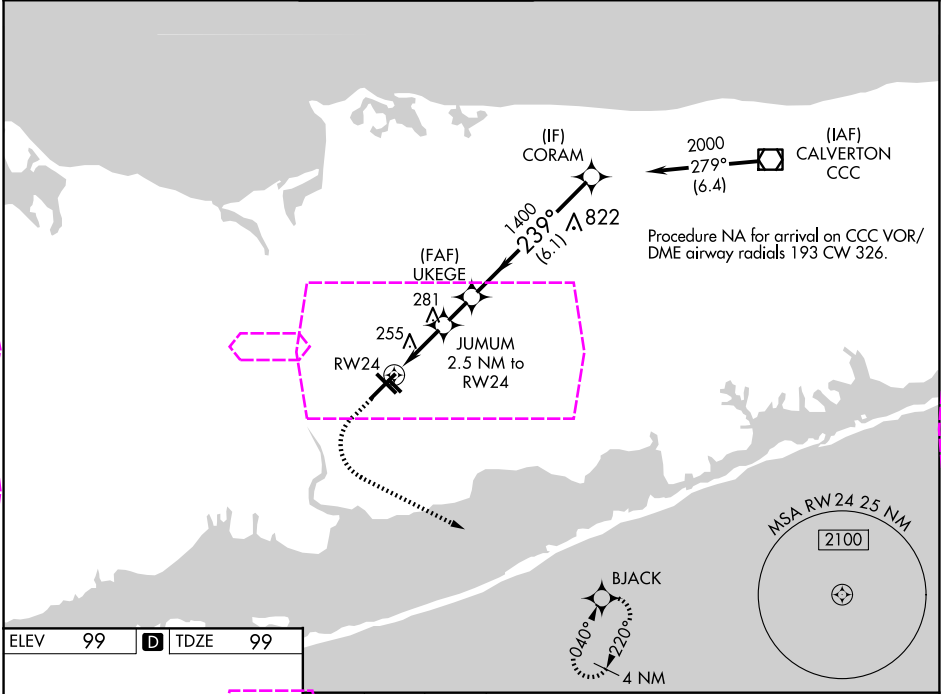 (IF)
CORAM
2000
279°
(6.4)
(IAF)
CALVERTON
CCC
1400
239°
(6.1)
822
Procedure NA for arrival on CCC VOR/
DME airway radials 193 CW 326.
(FAF)
UKEGE
281
255
JUMUM
2.5 NM to
RW24
RW24
MSA RW24 25 NM
2100
BJACK
040°
220°
4 NM
ELEV 99 D TDZE 99